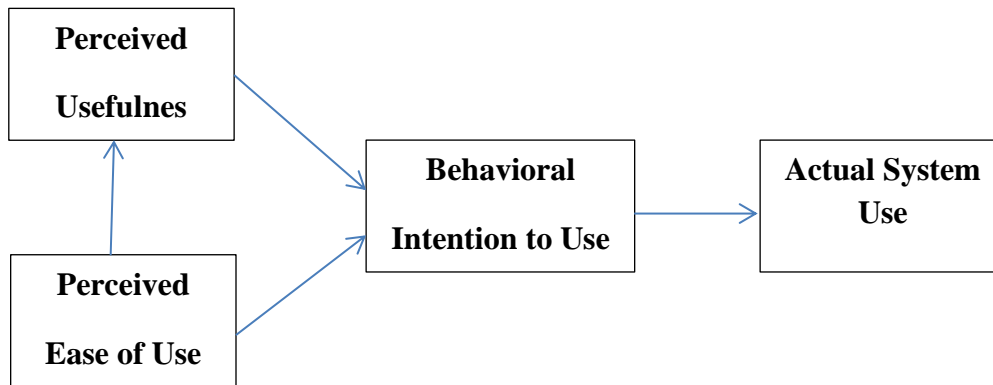 Perceived
Usefulnes
Behavioral
Intention to Use
Actual System
Use
Perceived
Ease of Use